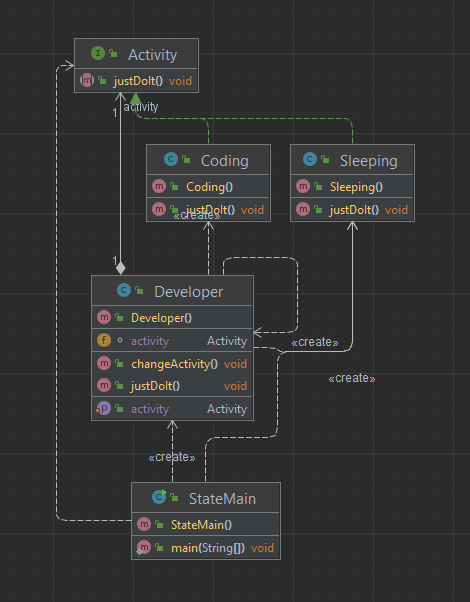 Activity
justDoIt() void
1
activity
Coding
Coding()
justDoIt() void
«create»
Sleeping
Sleeping()
justDoIt() void
1
Developer
Developer()
activity Activity
changeActivity() void
justDoIt() void
activity Activity
«create»
«create»
«create»
StateMain
StateMain()
main(String[]) void